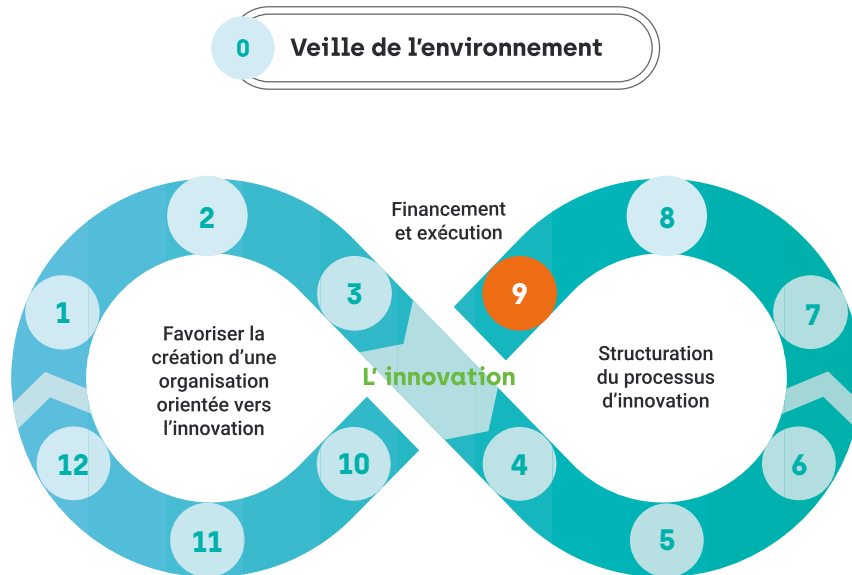 0 Veille de l'environnement
2
Financement
et exécution
8
3
9
1
7
Favoriser la
création d'une
organisation
orientée vers
l'innovation
L' innovation
Structuration
du processus
d'innovation
12
10
4
6
11
5